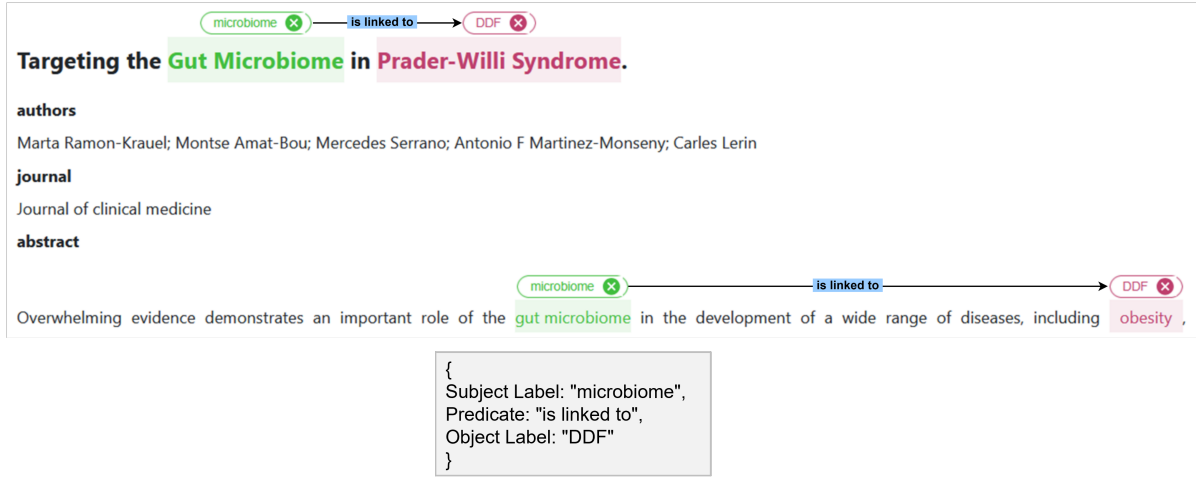 microbiome is linked to DDF
Targeting the Gut Microbiome in Prader-Willi Syndrome.
authors
Marta Ramon-Krauel; Montse Amat-Bou; Mercedes Serrano; Antonio F Martinez-Monseny; Carles Lerin
journal
Journal of clinical medicine
abstract
microbiome is linked to DDF
Overwhelming evidence demonstrates an important role of the gut microbiome in the development of a wide range of diseases, including obesity ,
{
Subject Label: "microbiome",
Predicate: "is linked to",
Object Label: "DDF"
}